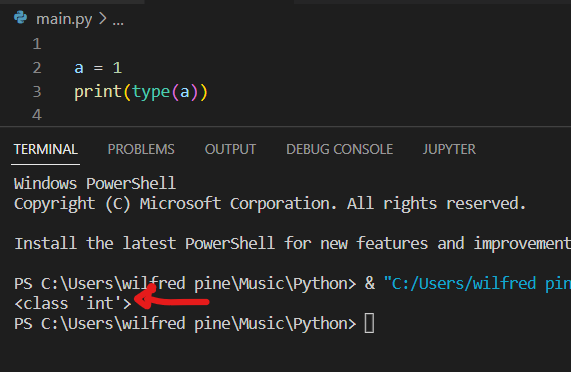 main.py > ...
1
2 a = 1
3 print(type(a))
4
TERMINAL PROBLEMS OUTPUT DEBUG CONSOLE JUPYTER
Windows PowerShell
Copyright (C) Microsoft Corporation. All rights reserved.
Install the latest PowerShell for new features and improvement
PS C:\Users\wilfred pine\Music\Python> & "C:/Users/wilfred pin
<class 'int'>
PS C:\Users\wilfred pine\Music\Python>